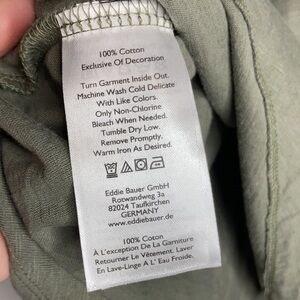 100% Cotton
Exclusive Of Decoration
Turn Garment Inside Out.
Machine Wash Cold Delicate
With Like Colors.
Only Non-Chlorine
Bleach When Needed.
Tumble Dry Low.
Remove Promptly.
Warm Iron As Desired.
Eddie Bauer GmbH
Rotwandweg 3a
82024 Taufkirchen
GERMANY
www.eddiebauer.de
100% Coton
À L'exception De La Garniture
Retourner Le Vêtement. Laver
En Lave-Linge A L' Eau Froide.